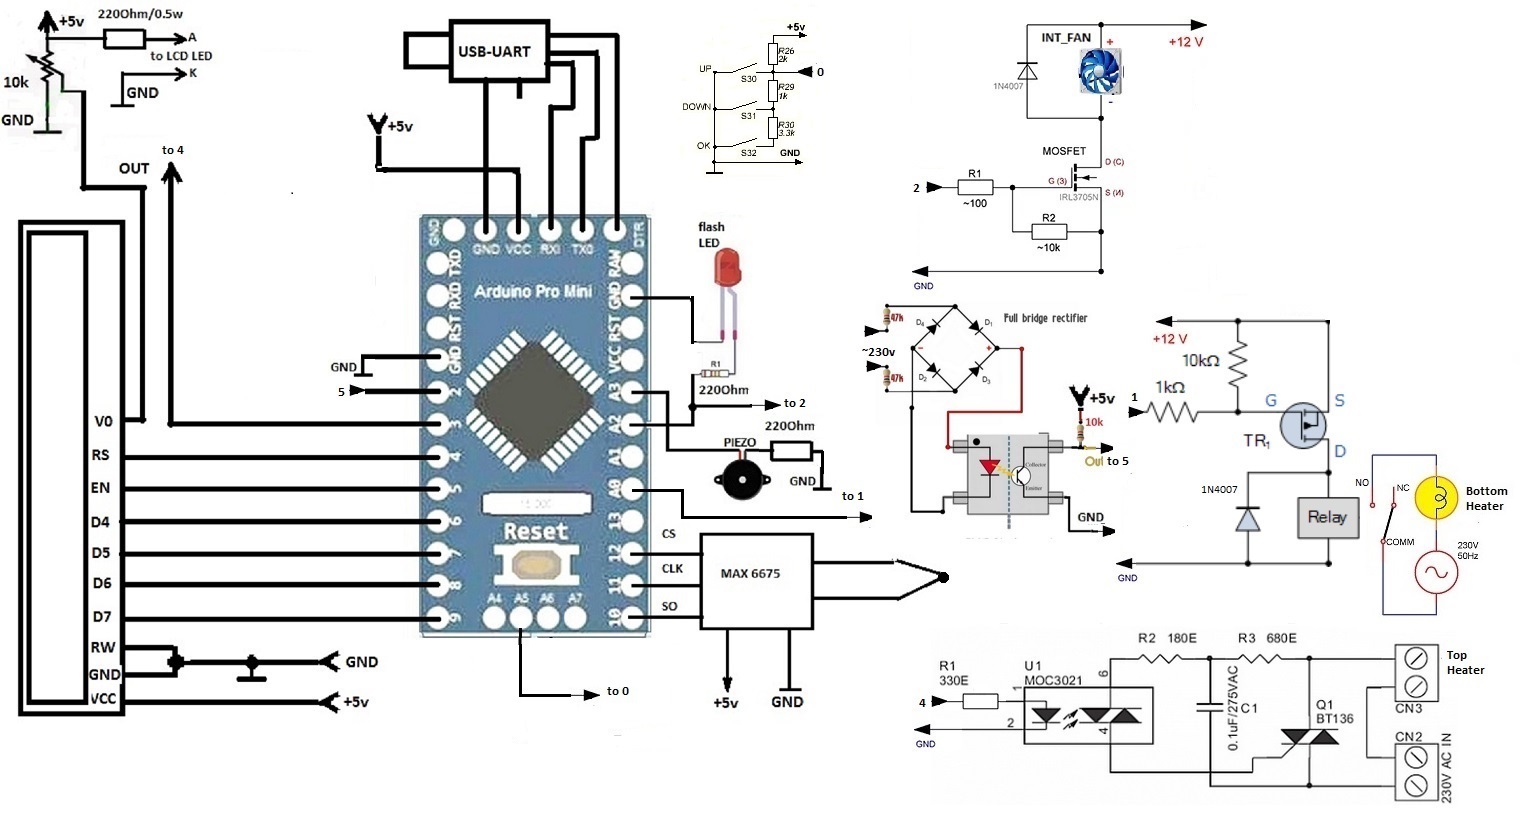 +5v
220Ohm/0.5w
A
to LCD LED
K
GND
10k
GND
OUT
to 4
V0
RS
EN
D4
D5
D6
D7
RW
GND
VCC
GND
+5v
USB-UART
+5v
GND
5
GND
GND VCC RXI TX0
DTR
TXD
RXD
RST
GND
2
3
4
5
6
7
8
9
Arduino Pro Mini
Reset
A4 A5 A6 A7
RAW
GND
RST
VCC
A3
A2
A1
A0
13
12
11
10
to 0
+5v
R26
2k
0
UP
S30
R29
1k
DOWN
S31
R30
3.3k
OK
S32
GND
flash
LED
R1
220Ohm
to 2
PIEZO
220Ohm
GND
to 1
CS
CLK
SO
MAX 6675
+5v
GND
INT_FAN
+
+12 V
1N4007
-
MOSFET
D (C)
2
R1
~100
G (3)
IRL3705N
S (И)
R2
~10k
GND
47k
~230v
47k
D4
D1
D2
D3
-
+
Full bridge rectifier
+5v
10k
Collector
Emitter
Out to 5
GND
+12 V
10kΩ
1kΩ
1
G
S
TR1
D
1N4007
Relay
GND
NO
NC
COMM
Bottom
Heater
230V
50Hz
R1
330E
4
GND
U1
MOC3021
1
2
6
4
R2 180E
R3 680E
0.1uF/275VAC
C1
Q1
BT136
CN3
Top
Heater
CN2
230V AC IN